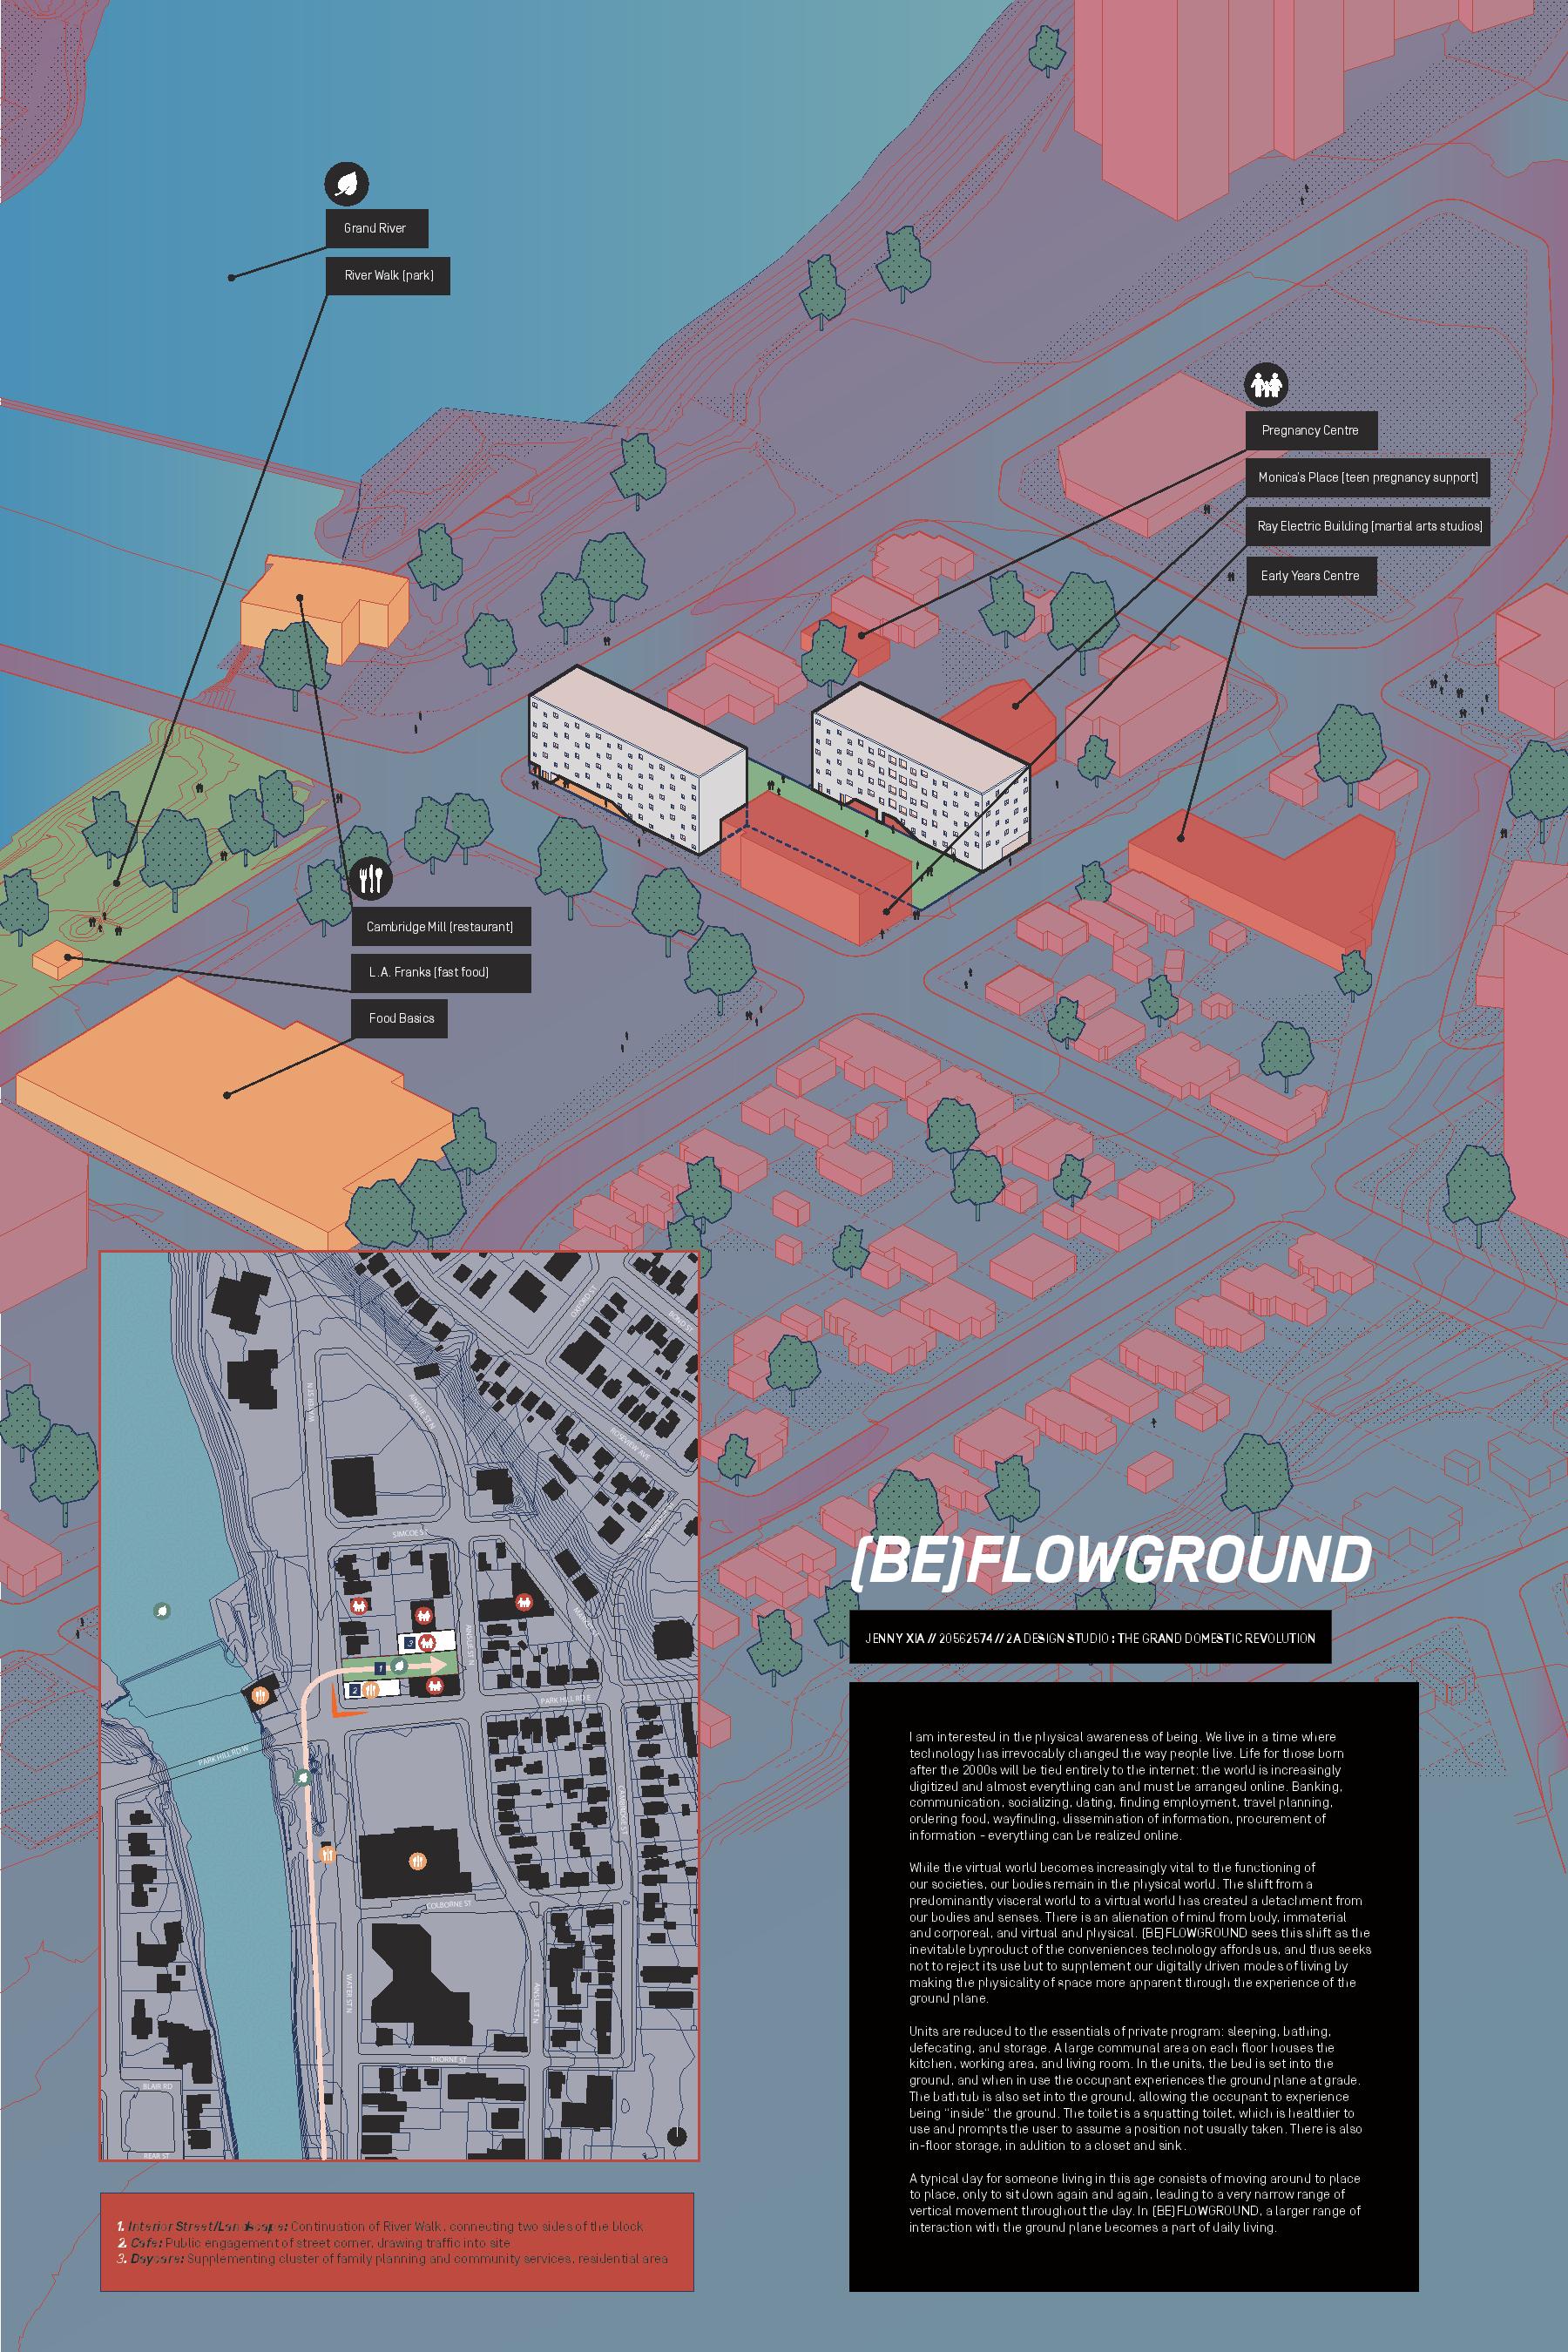 Grand River
River Walk [park]
Pregnancy Centre
Monica's Place [teen pregnancy support]
Ray Electric Building [martial arts studios]
Early Years Centre
Cambridge Mill [restaurant]
L.A. Franks [fast food]
Food Basics
WATER ST N
AINSLIE ST N
ROSEVIEW AVE
SIMCOE ST
AINSLIE ST N
3
1
2
PARK HILL RD E
PARK HILL RD W
COLBORNE ST
WATER ST N
AINSLIE ST N
THORNE ST
BLAIR RD
(BE)FLOWGROUND
JENNY XIA // 20562574 // 2A DESIGN STUDIO : THE GRAND DOMESTIC REVOLUTION
I am interested in the physical awareness of being. We live in a time where
technology has irrevocably changed the way people live. Life for those born
after the 2000s will be tied entirely to the internet: the world is increasingly
digitized and almost everything can and must be arranged online. Banking,
communication, socializing, dating, finding employment, travel planning,
ordering food, wayfinding, dissemination of information, procurement of
information - everything can be realized online.
While the virtual world becomes increasingly vital to the functioning of
our societies, our bodies remain in the physical world. The shift from a
predominantly visceral world to a virtual world has created a detachment from
our bodies and senses. There is an alienation of mind from body, immaterial
and corporeal, and virtual and physical. (BE)FLOWGROUND sees this shift as the
inevitable byproduct of the conveniences technology affords us, and thus seeks
not to reject its use but to supplement our digitally driven modes of living by
making the physicality of space more apparent through the experience of the
ground plane.
Units are reduced to the essentials of private program: sleeping, bathing,
defecating, and storage. A large communal area on each floor houses the
kitchen, working area, and living room. In the units, the bed is set into the
ground, and when in use the occupant experiences the ground plane at grade.
The bathtub is also set into the ground, allowing the occupant to experience
being "inside" the ground. The toilet is a squatting toilet, which is healthier to
use and prompts the user to assume a position not usually taken. There is also
in-floor storage, in addition to a closet and sink.
A typical day for someone living in this age consists of moving around to place
to place, only to sit down again and again, leading to a very narrow range of
vertical movement throughout the day. In (BE)FLOWGROUND, a larger range of
interaction with the ground plane becomes a part of daily living.
1. Interior Street/Landscape: Continuation of River Walk, connecting two sides of the block
2. Cafe: Public engagement of street corner, drawing traffic into site
3. Daycare: Supplementing cluster of family planning and community services, residential area